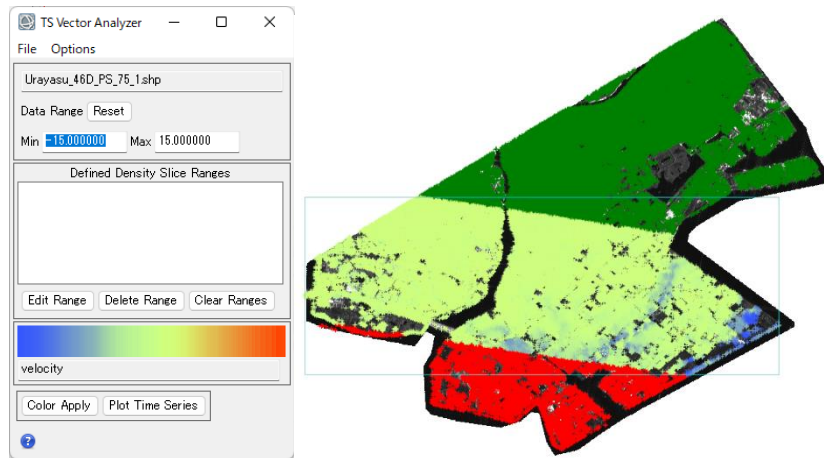 TS Vector Analyzer
File Options
Urayasu_46D_PS_75_1.shp
Data Range Reset
Min -15.000000 Max 15.000000
Defined Density Slice Ranges
Edit Range Delete Range Clear Ranges
velocity
Color Apply Plot Time Series
?